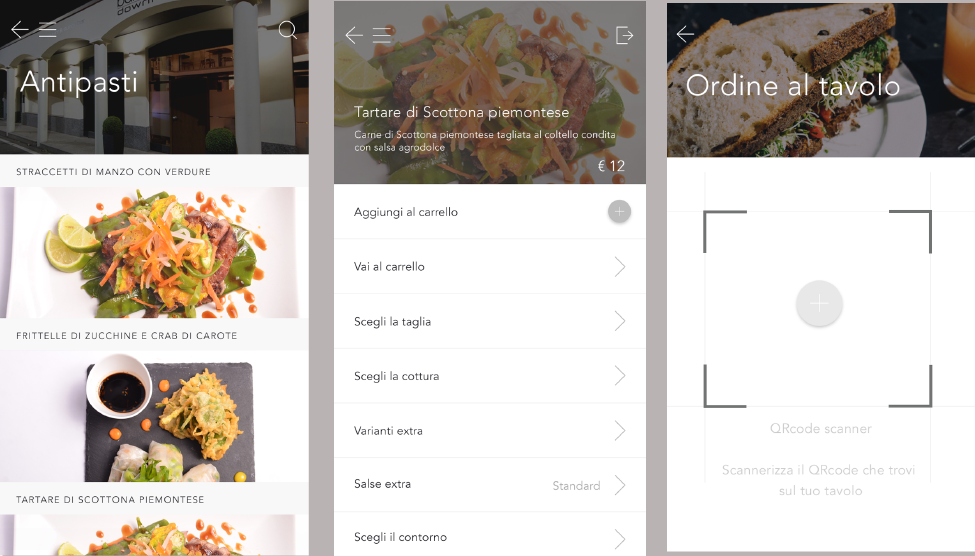 Antipasti
STRACCETTI DI MANZO CON VERDURE
FRITTELLE DI ZUCCHINE E CRAB DI CAROTE
TARTARE DI SCOTTONA PIEMONTESE
Tartare di Scottona piemontese
Carne di Scottona piemontese tagliata al coltello condita
con salsa agrodolce
€ 12
Aggiungi al carrello
Vai al carrello
Scegli la taglia
Scegli la cottura
Varianti extra
Salse extra Standard
Scegli il contorno
Ordine al tavolo
QRcode scanner
Scannerizza il QRcode che trovi
sul tuo tavolo